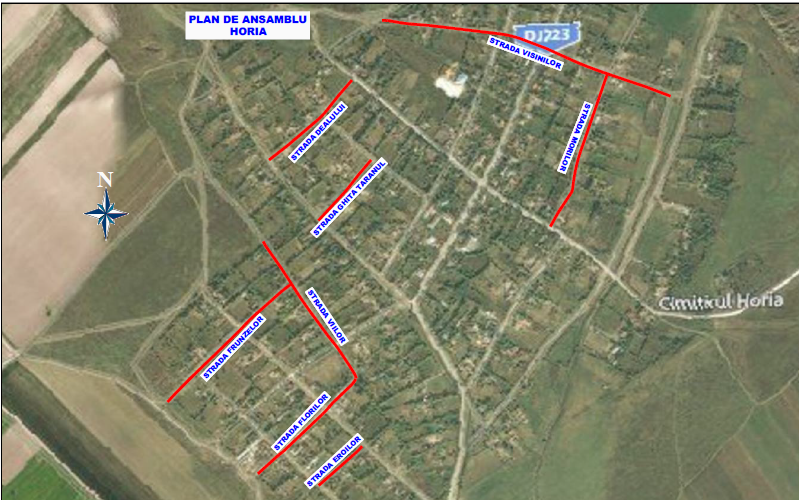 PLAN DE ANSAMBLU
HORIA
DJ223
STRADA VISINILOR
STRADA DEALULUI
STRADA MORILOR
STRADA GHITA TARANUL
N
Cimitirul Horia
STRADA VIILOR
STRADA FRUNZELOR
STRADA FLORILOR
STRADA EROILOR